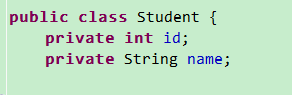 public class Student {
    private int id;
    private String name;